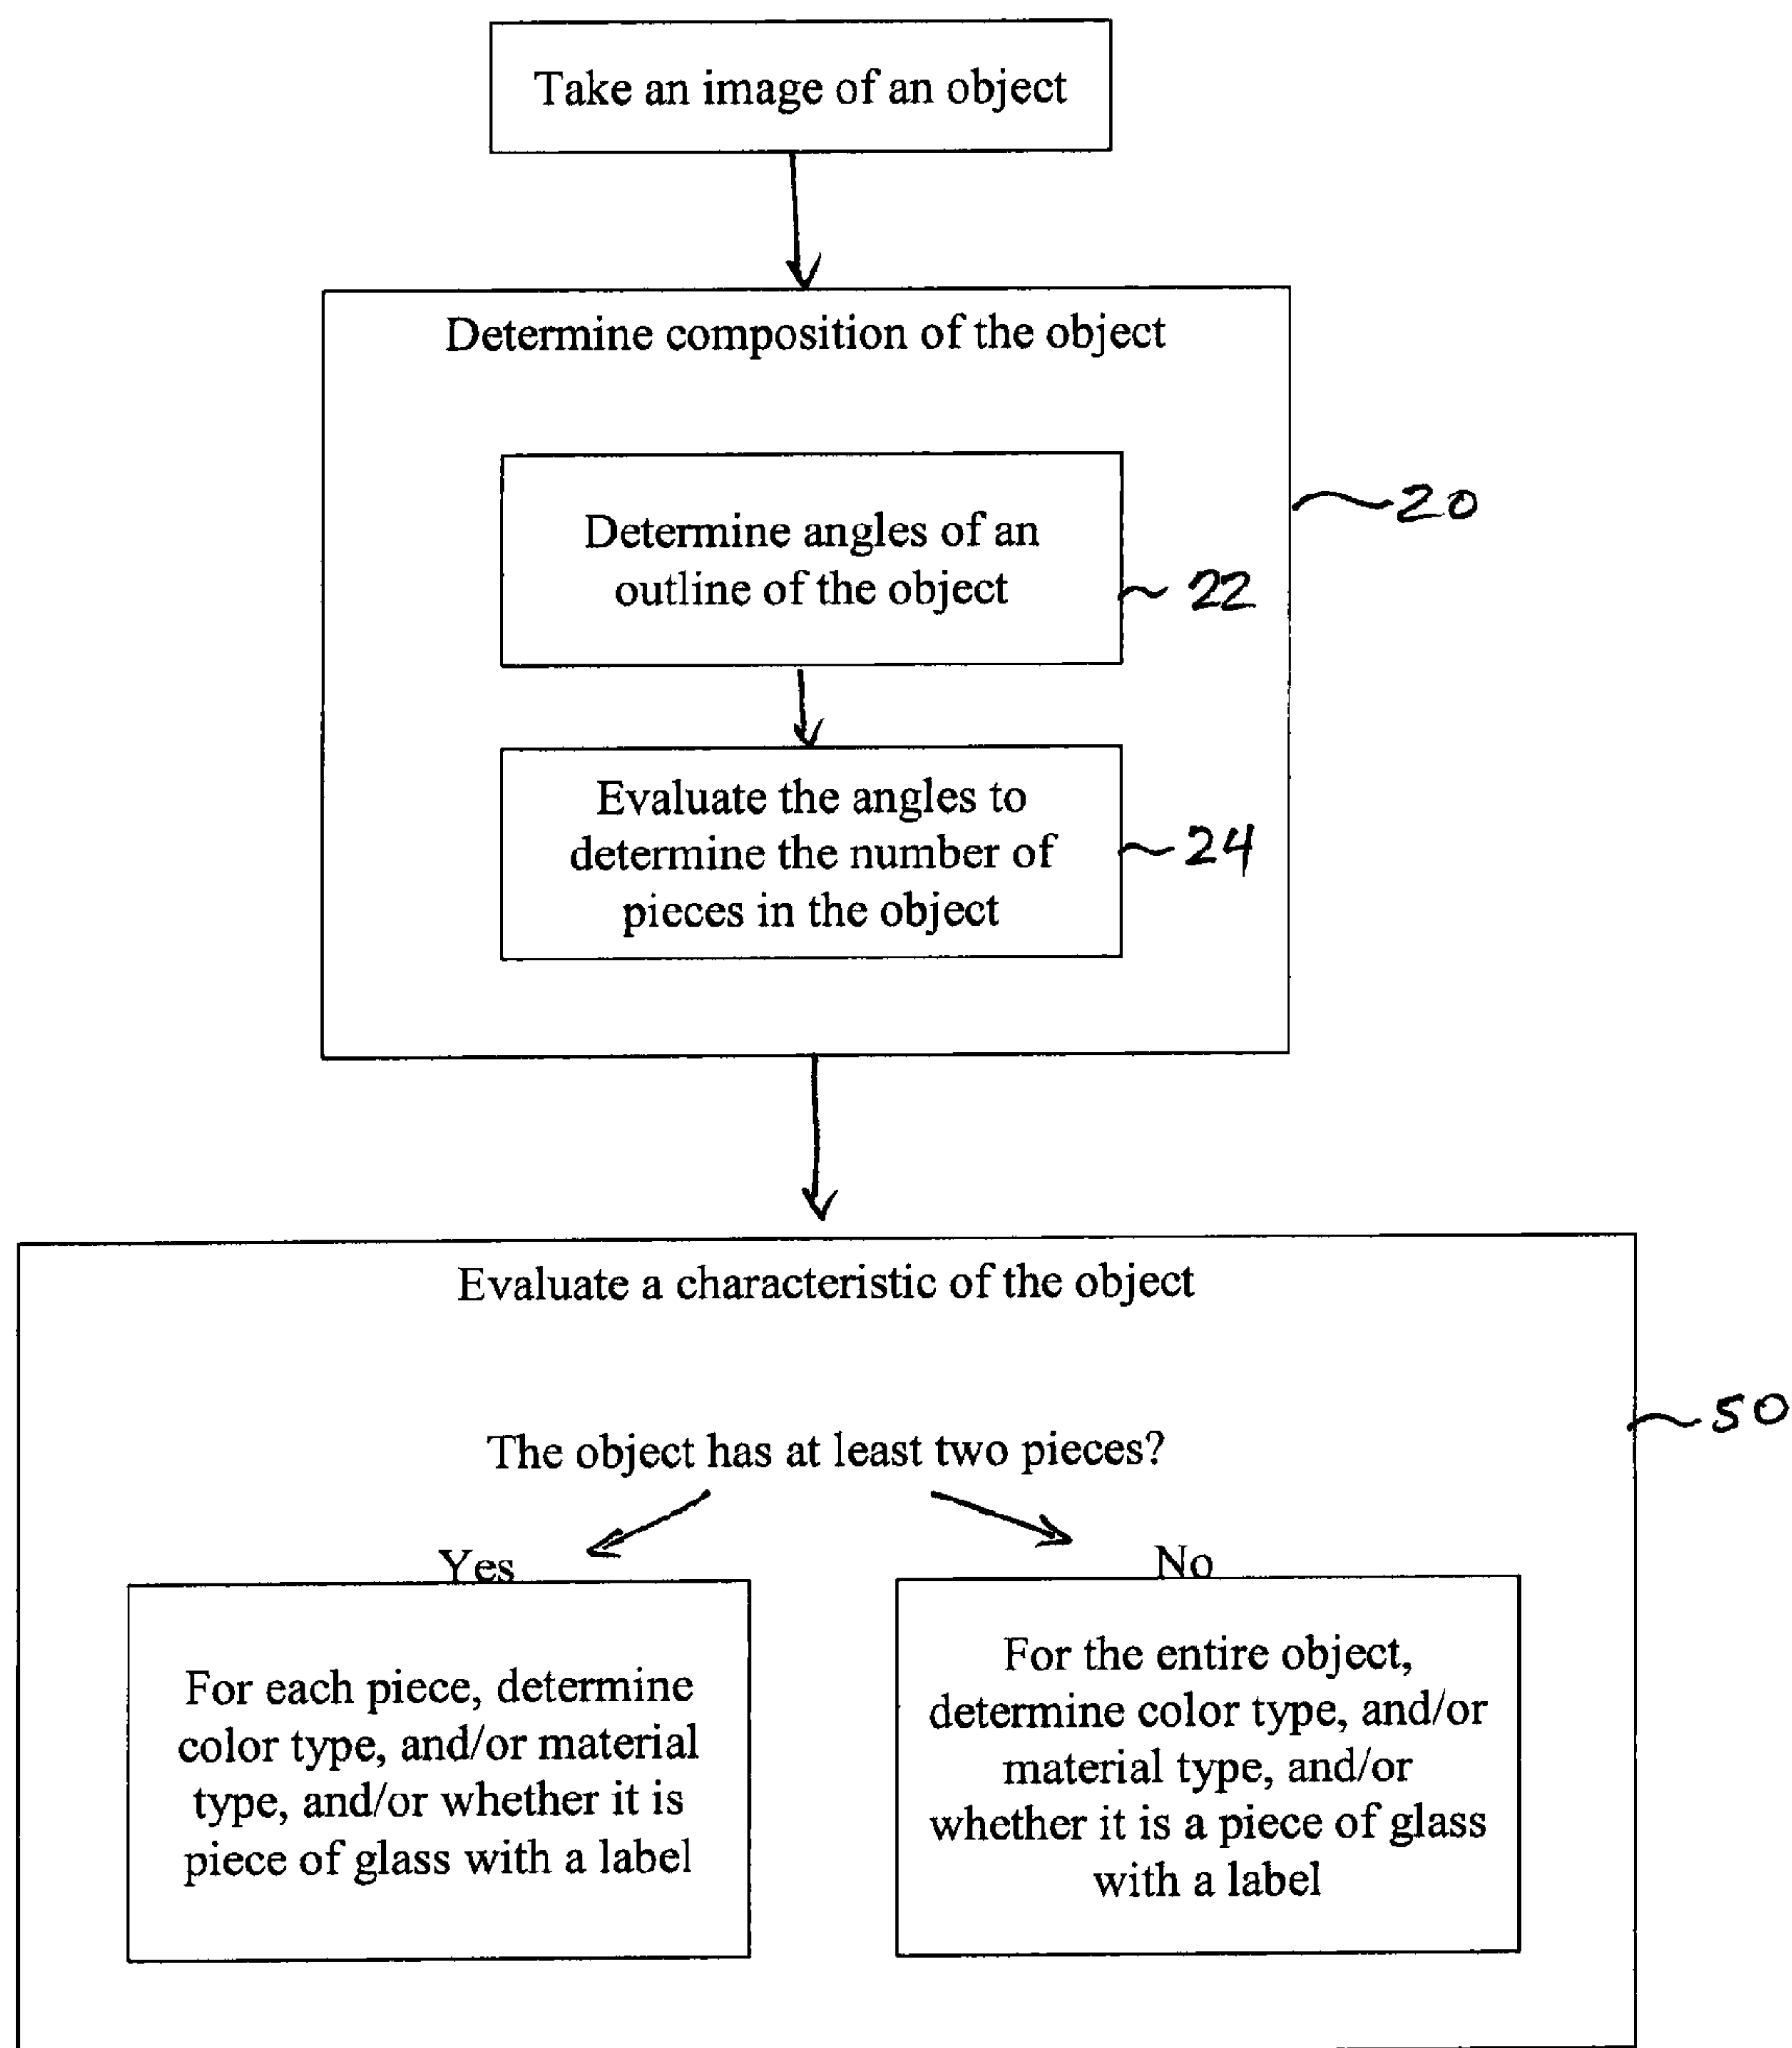 Take an image of an object
Determine composition of the object
20
Determine angles of an
outline of the object
22
Evaluate the angles to
determine the number of
pieces in the object
24
Evaluate a characteristic of the object
50
The object has at least two pieces?
Yes
No
For each piece, determine
color type, and/or material
type, and/or whether it is
piece of glass with a label
For the entire object,
determine color type, and/or
material type, and/or
whether it is a piece of glass
with a label